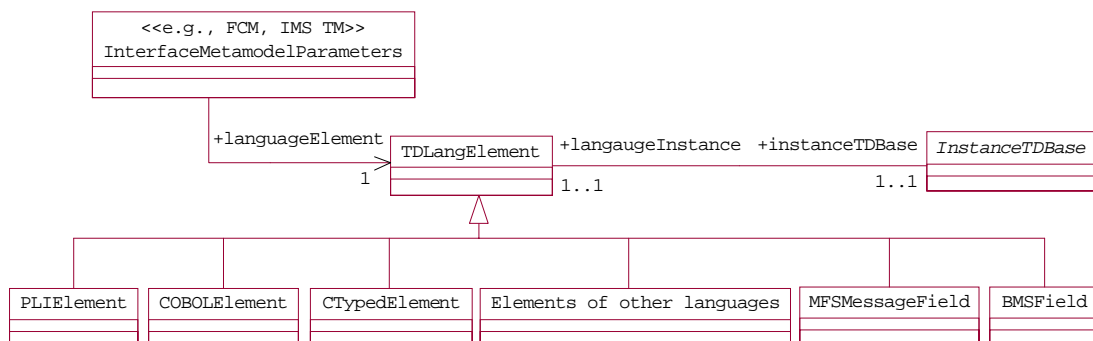 <<e.g., FCM, IMS TM>>
InterfaceMetamodelParameters
+languageElement
1
TDLangElement
+langaugeInstance
+instanceTDBase
1..1
1..1
InstanceTDBase
PLIElement
COBOLElement
CTypedElement
Elements of other languages
MFSMessageField
BMSField